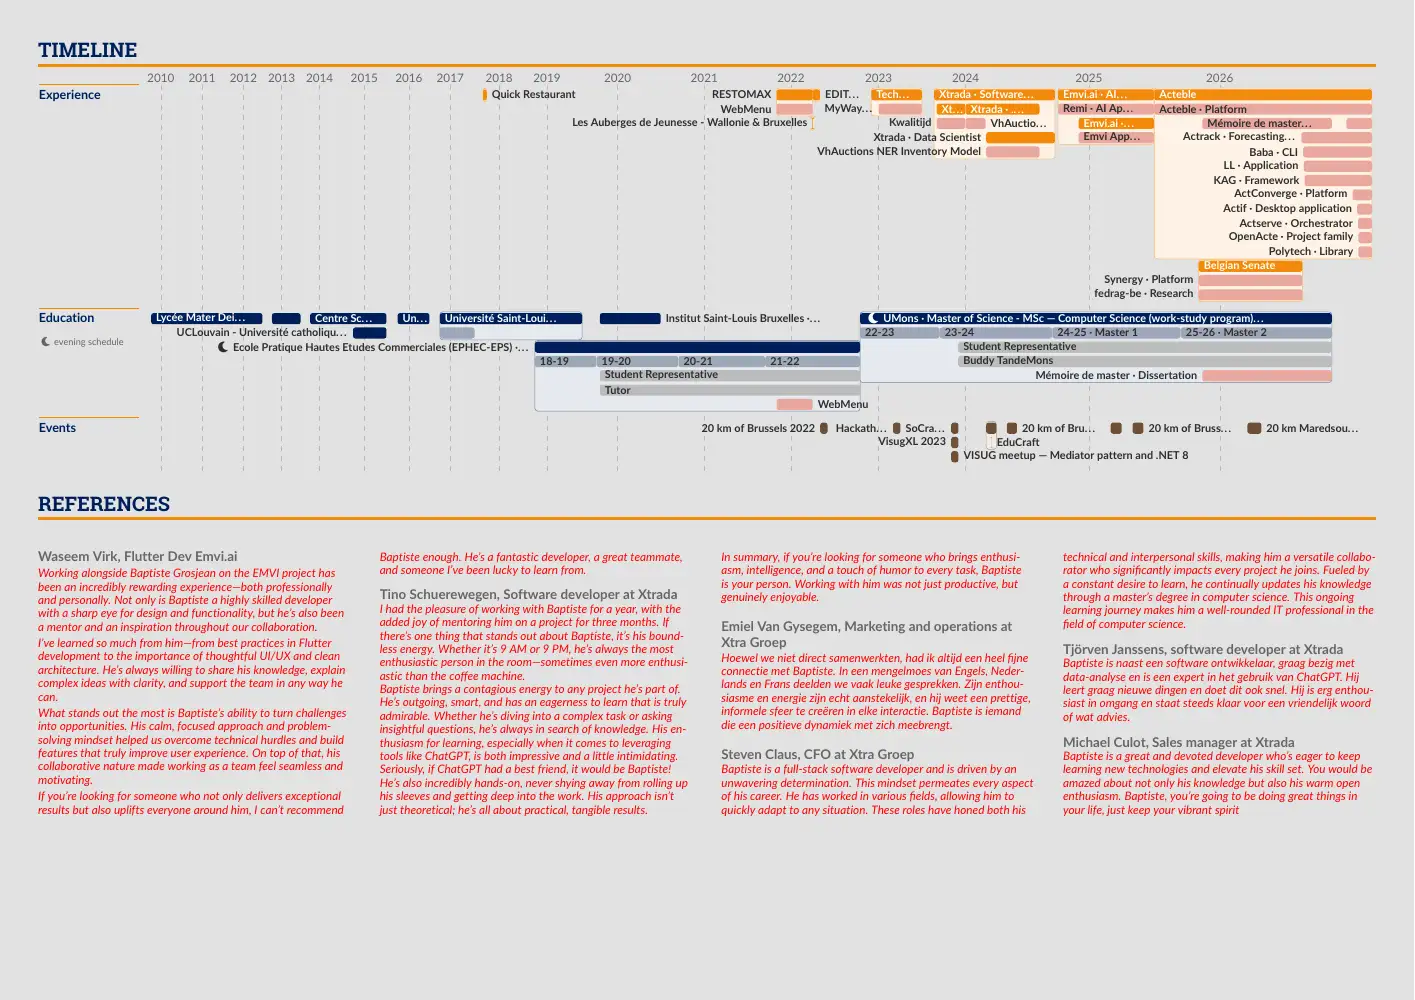 TIMELINE
2010 2011 2012 2013 2014 2015 2016 2017 2018 2019 2020 2021 2022 2023 2024 2025 2026
Experience
Quick Restaurant
RESTOMAX
EDIT…
Tech…
Xtrada · Software…
Emvi.ai · AI…
Acteble
WebMenu
MyWay…
Xt…
Xtrada · …
Remi · AI Ap…
Acteble · Platform
Les Auberges de Jeunesse - Wallonie & Bruxelles
Kwalitijd
VhAuctio…
Emvi.ai ·…
Mémoire de master…
Xtrada · Data Scientist
Emvi App…
Actrack · Forecasting…
VhAuctions NER Inventory Model
Baba · CLI
LL · Application
KAG · Framework
ActConverge · Platform
Actif · Desktop application
Actserve · Orchestrator
OpenActe · Project family
Polytech · Library
Belgian Senate
Synergy · Platform
fedrag-be · Research
Education
Lycée Mater Dei…
Centre Sc…
Un…
Université Saint-Loui…
Institut Saint-Louis Bruxelles ·…
UMons · Master of Science - MSc — Computer Science (work-study program)…
UCLouvain - Université catholiqu…
22-23
23-24
24-25 · Master 1
25-26 · Master 2
evening schedule
Ecole Pratique Hautes Etudes Commerciales (EPHEC-EPS) ·…
Student Representative
18-19
19-20
20-21
21-22
Buddy TandeMons
Student Representative
Mémoire de master · Dissertation
Tutor
WebMenu
Events
20 km of Brussels 2022
Hackath…
SoCra…
20 km of Bru…
20 km of Bruss…
20 km Maredsou…
VisugXL 2023
EduCraft
VISUG meetup — Mediator pattern and .NET 8
REFERENCES
Waseem Virk, Flutter Dev Emvi.ai
Working alongside Baptiste Grosjean on the EMVI project has
been an incredibly rewarding experience—both professionally
and personally. Not only is Baptiste a highly skilled developer
with a sharp eye for design and functionality, but he's also been
a mentor and an inspiration throughout our collaboration.
I've learned so much from him—from best practices in Flutter
development to the importance of thoughtful UI/UX and clean
architecture. He's always willing to share his knowledge, explain
complex ideas with clarity, and support the team in any way he
can.
What stands out the most is Baptiste's ability to turn challenges
into opportunities. His calm, focused approach and problem-
solving mindset helped us overcome technical hurdles and build
features that truly improve user experience. On top of that, his
collaborative nature made working as a team feel seamless and
motivating.
If you're looking for someone who not only delivers exceptional
results but also uplifts everyone around him, I can't recommend
Baptiste enough. He's a fantastic developer, a great teammate,
and someone I've been lucky to learn from.
Tino Schuerewegen, Software developer at Xtrada
I had the pleasure of working with Baptiste for a year, with the
added joy of mentoring him on a project for three months. If
there's one thing that stands out about Baptiste, it's his bound-
less energy. Whether it's 9 AM or 9 PM, he's always the most
enthusiastic person in the room—sometimes even more enthusi-
astic than the coffee machine.
Baptiste brings a contagious energy to any project he's part of.
He's outgoing, smart, and has an eagerness to learn that is truly
admirable. Whether he's diving into a complex task or asking
insightful questions, he's always in search of knowledge. His en-
thusiasm for learning, especially when it comes to leveraging
tools like ChatGPT, is both impressive and a little intimidating.
Seriously, if ChatGPT had a best friend, it would be Baptiste!
He's also incredibly hands-on, never shying away from rolling up
his sleeves and getting deep into the work. His approach isn't
just theoretical; he's all about practical, tangible results.
In summary, if you're looking for someone who brings enthusi-
asm, intelligence, and a touch of humor to every task, Baptiste
is your person. Working with him was not just productive, but
genuinely enjoyable.
Emiel Van Gysegem, Marketing and operations at
Xtra Groep
Hoewel we niet direct samenwerkten, had ik altijd een heel fijne
connectie met Baptiste. In een mengelmoes van Engels, Neder-
lands en Frans deelden we vaak leuke gesprekken. Zijn enthou-
siasme en energie zijn echt aanstekelijk, en hij weet een prettige,
informele sfeer te creëren in elke interactie. Baptiste is iemand
die een positieve dynamiek met zich meebrengt.
Steven Claus, CFO at Xtra Groep
Baptiste is a full-stack software developer and is driven by an
unwavering determination. This mindset permeates every aspect
of his career. He has worked in various fields, allowing him to
quickly adapt to any situation. These roles have honed both his
technical and interpersonal skills, making him a versatile collabo-
rator who significantly impacts every project he joins. Fueled by
a constant desire to learn, he continually updates his knowledge
through a master's degree in computer science. This ongoing
learning journey makes him a well-rounded IT professional in the
field of computer science.
Tjörven Janssens, software developer at Xtrada
Baptiste is naast een software ontwikkelaar, graag bezig met
data-analyse en is een expert in het gebruik van ChatGPT. Hij
leert graag nieuwe dingen en doet dit ook snel. Hij is erg enthou-
siast in omgang en staat steeds klaar voor een vriendelijk woord
of wat advies.
Michael Culot, Sales manager at Xtrada
Baptiste is a great and devoted developer who's eager to keep
learning new technologies and elevate his skill set. You would be
amazed about not only his knowledge but also his warm open
enthusiasm. Baptiste, you're going to be doing great things in
your life, just keep your vibrant spirit